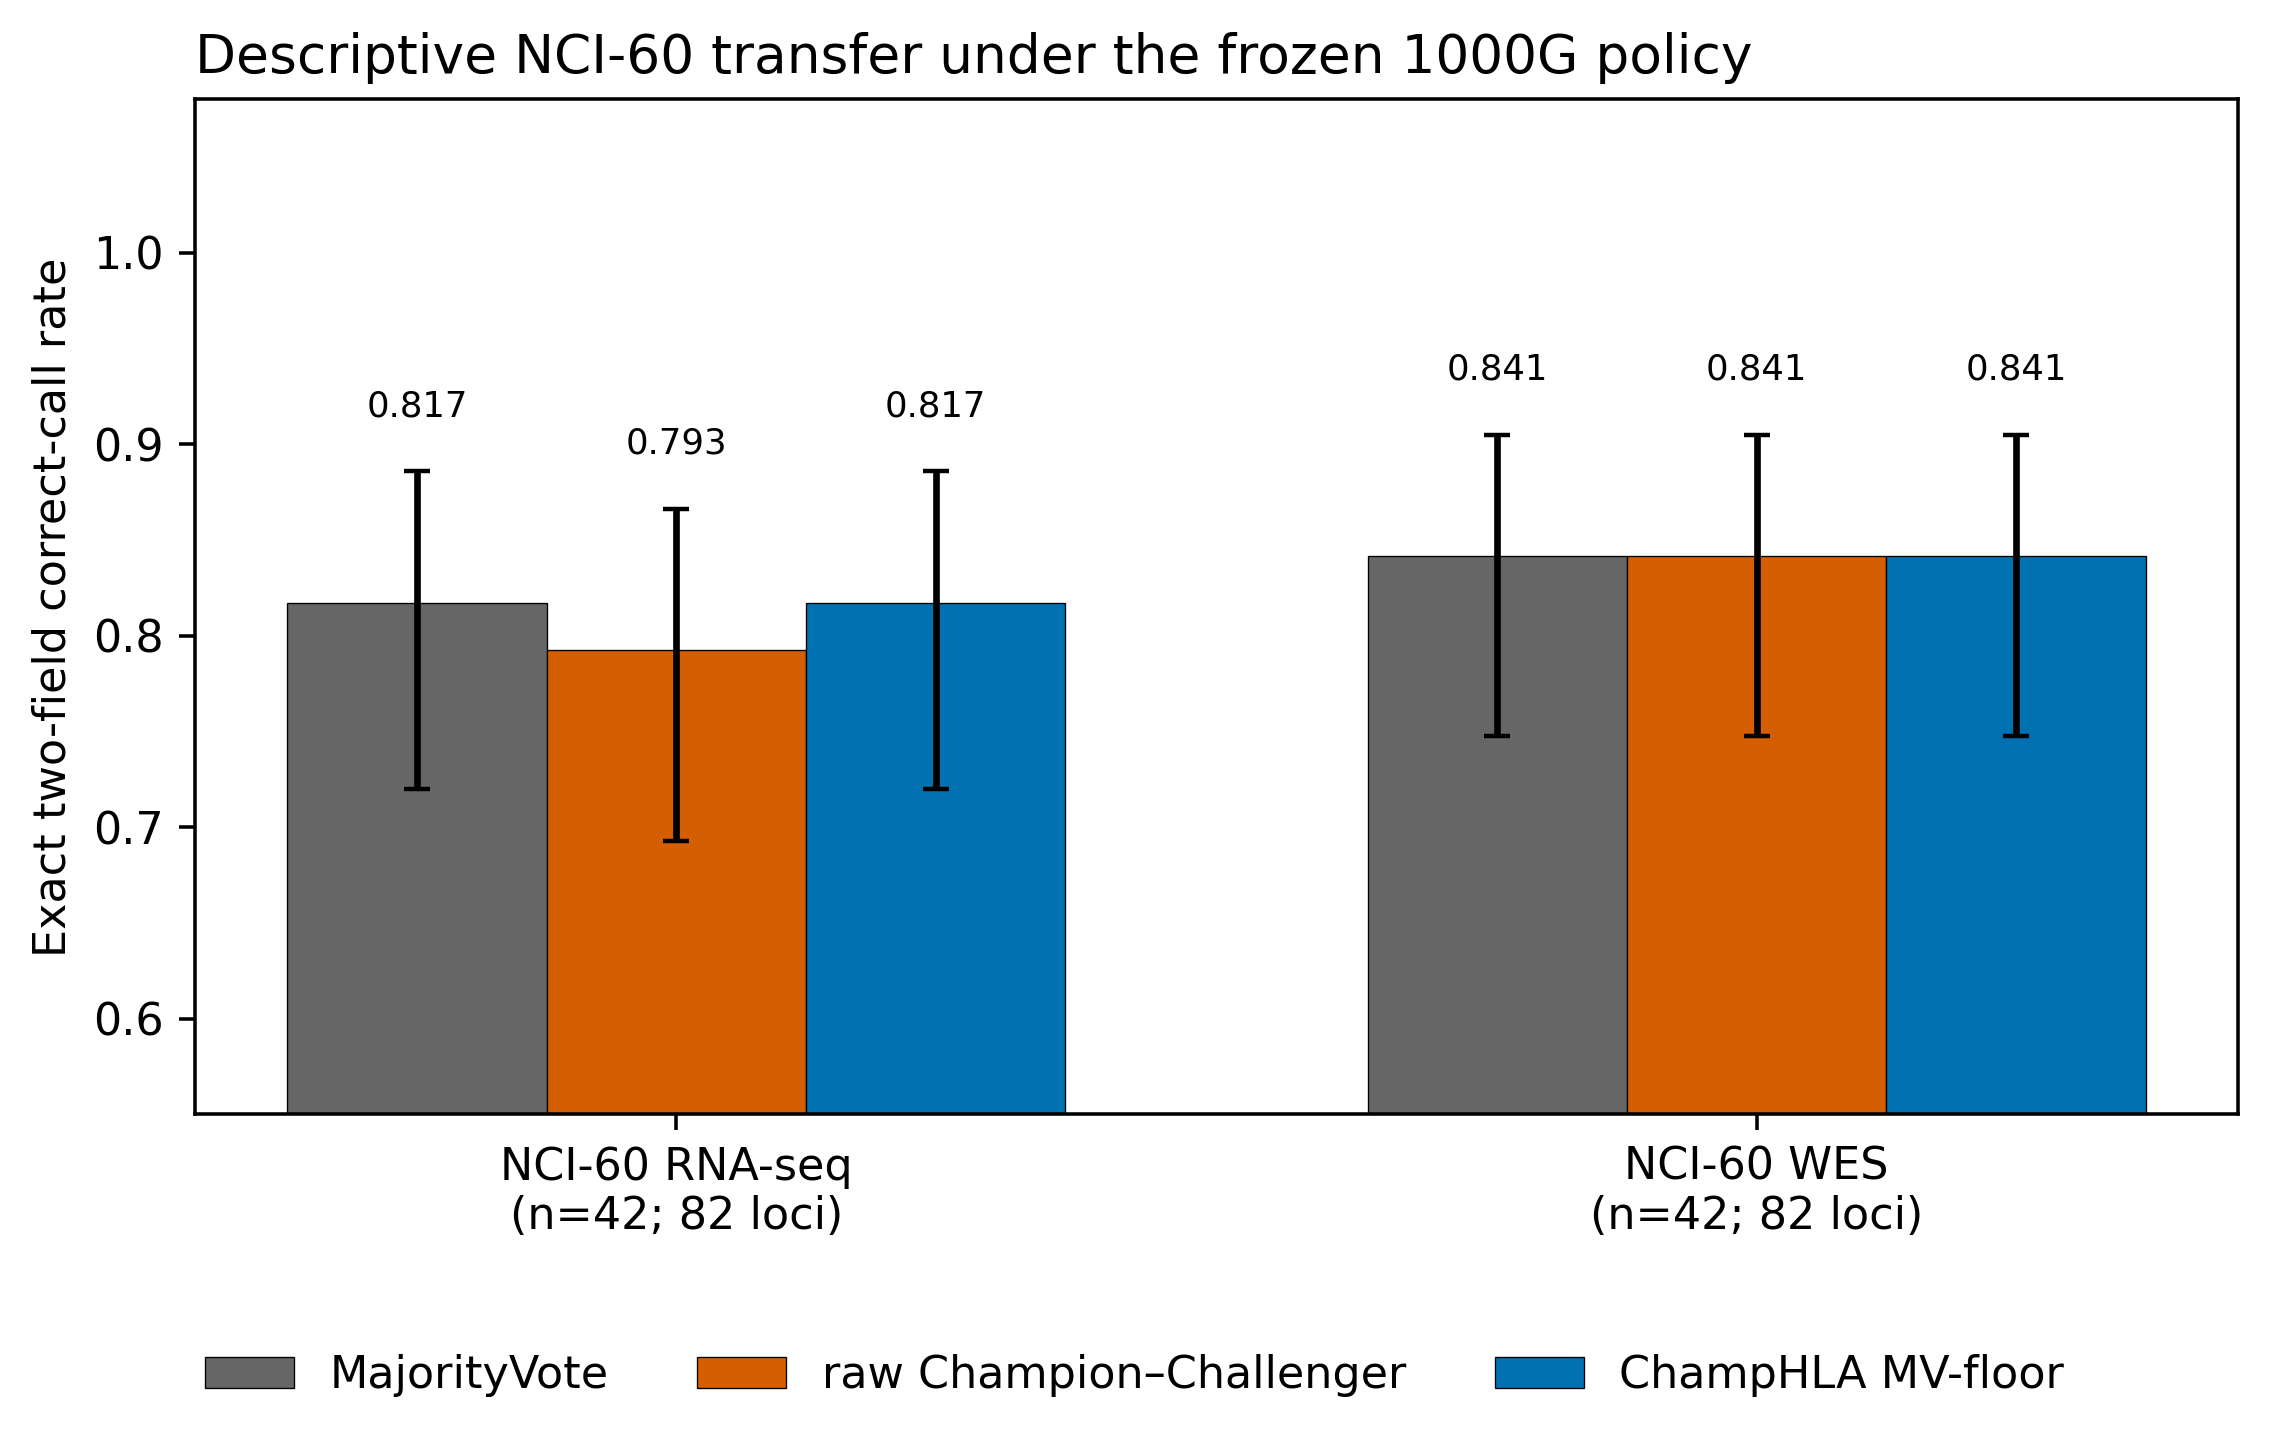 Descriptive NCI-60 transfer under the frozen 1000G policy
Exact two-field correct-call rate
1.0
0.9
0.8
0.7
0.6
0.817
0.793
0.817
0.841
0.841
0.841
NCI-60 RNA-seq
(n=42; 82 loci)
NCI-60 WES
(n=42; 82 loci)
MajorityVote
raw Champion–Challenger
ChampHLA MV-floor